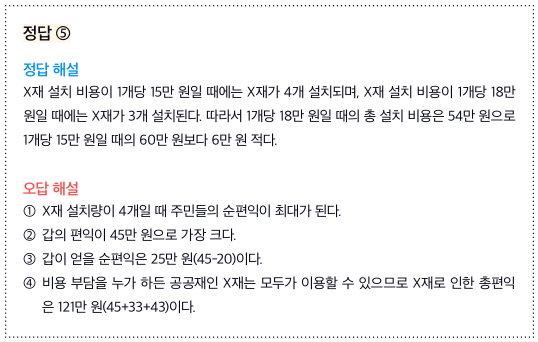 정답 ⑤
정답 해설
X재 설치 비용이 1개당 15만 원일 때에는 X재가 4개 설치되며, X재 설치 비용이 1개당 18만
원일 때에는 X재가 3개 설치된다. 따라서 1개당 18만 원일 때의 총 설치 비용은 54만 원으로
1개당 15만 원일 때의 60만 원보다 6만 원 적다.
오답 해설
① X재 설치량이 4개일 때 주민들의 순편익이 최대가 된다.
② 갑의 편익이 45만 원으로 가장 크다.
③ 갑이 얻을 순편익은 25만 원(45-20)이다.
④ 비용 부담을 누가 하든 공공재인 X재는 모두가 이용할 수 있으므로 X재로 인한 총편익
은 121만 원(45+33+43)이다.